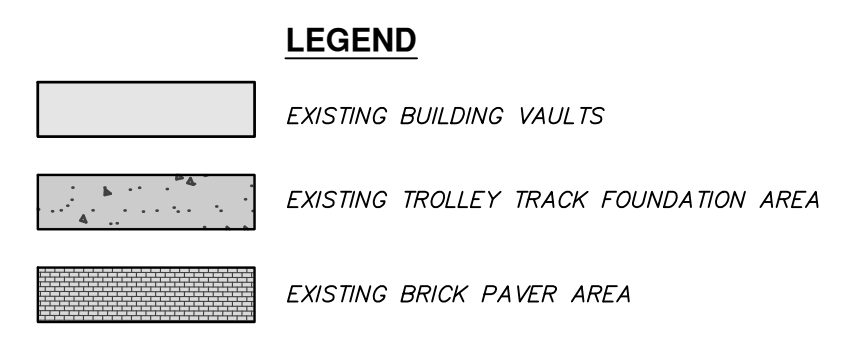 LEGEND
EXISTING BUILDING VAULTS
EXISTING TROLLEY TRACK FOUNDATION AREA
EXISTING BRICK PAVER AREA